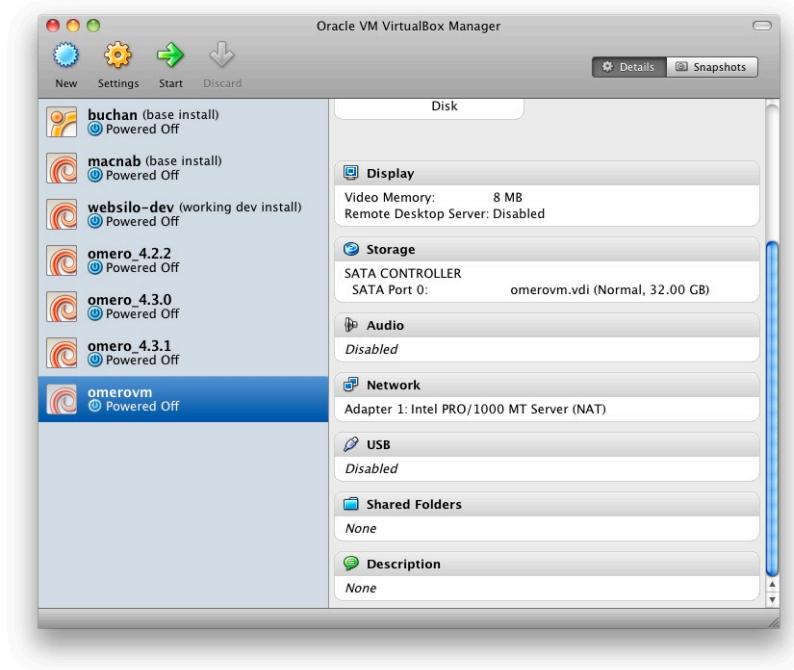 Oracle VM VirtualBox Manager
New Settings Start Discard
Details Snapshots
buchan (base install)
Powered Off
macnab (base install)
Powered Off
websilo-dev (working dev install)
Powered Off
omero_4.2.2
Powered Off
omero_4.3.0
Powered Off
omero_4.3.1
Powered Off
omerovm
Powered Off
Disk
Display
Video Memory: 8 MB
Remote Desktop Server: Disabled
Storage
SATA CONTROLLER
SATA Port 0: omerovm.vdi (Normal, 32.00 GB)
Audio
Disabled
Network
Adapter 1: Intel PRO/1000 MT Server (NAT)
USB
Disabled
Shared Folders
None
Description
None